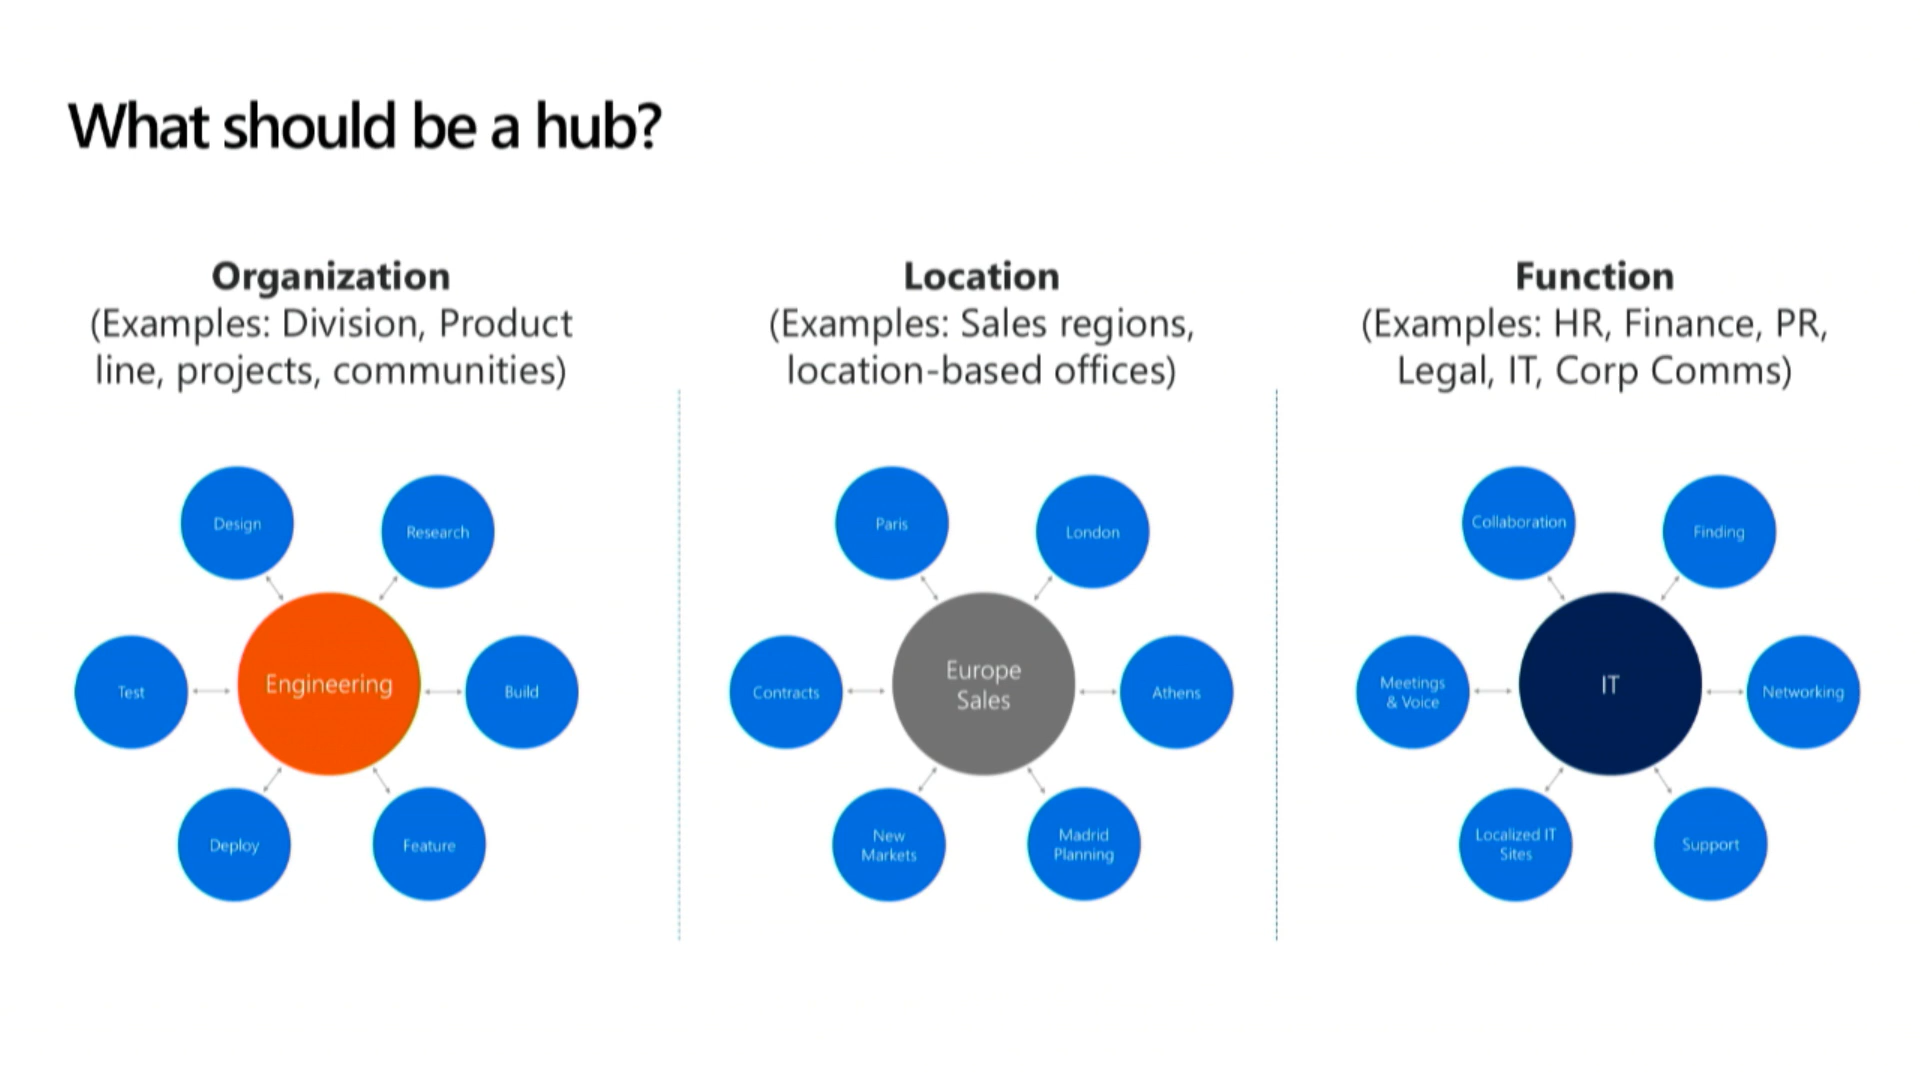 What should be a hub?
Organization
(Examples: Division, Product
line, projects, communities)
Design
Research
Test
Engineering
Build
Deploy
Feature
Location
(Examples: Sales regions,
location-based offices)
Paris
London
Contracts
Europe
Sales
Athens
New
Markets
Madrid
Planning
Function
(Examples: HR, Finance, PR,
Legal, IT, Corp Comms)
Collaboration
Finding
Meetings
& Voice
IT
Networking
Localized IT
Sites
Support